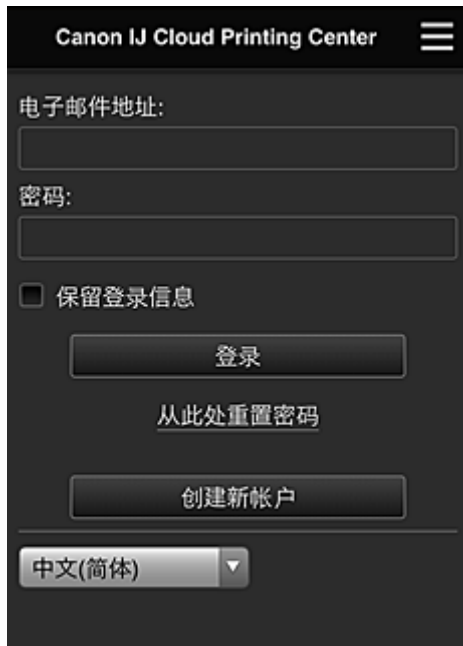 Canon IJ Cloud Printing Center
电子邮件地址:
密码:
保留登录信息
登录
从此处重置密码
创建新帐户
中文(简体)